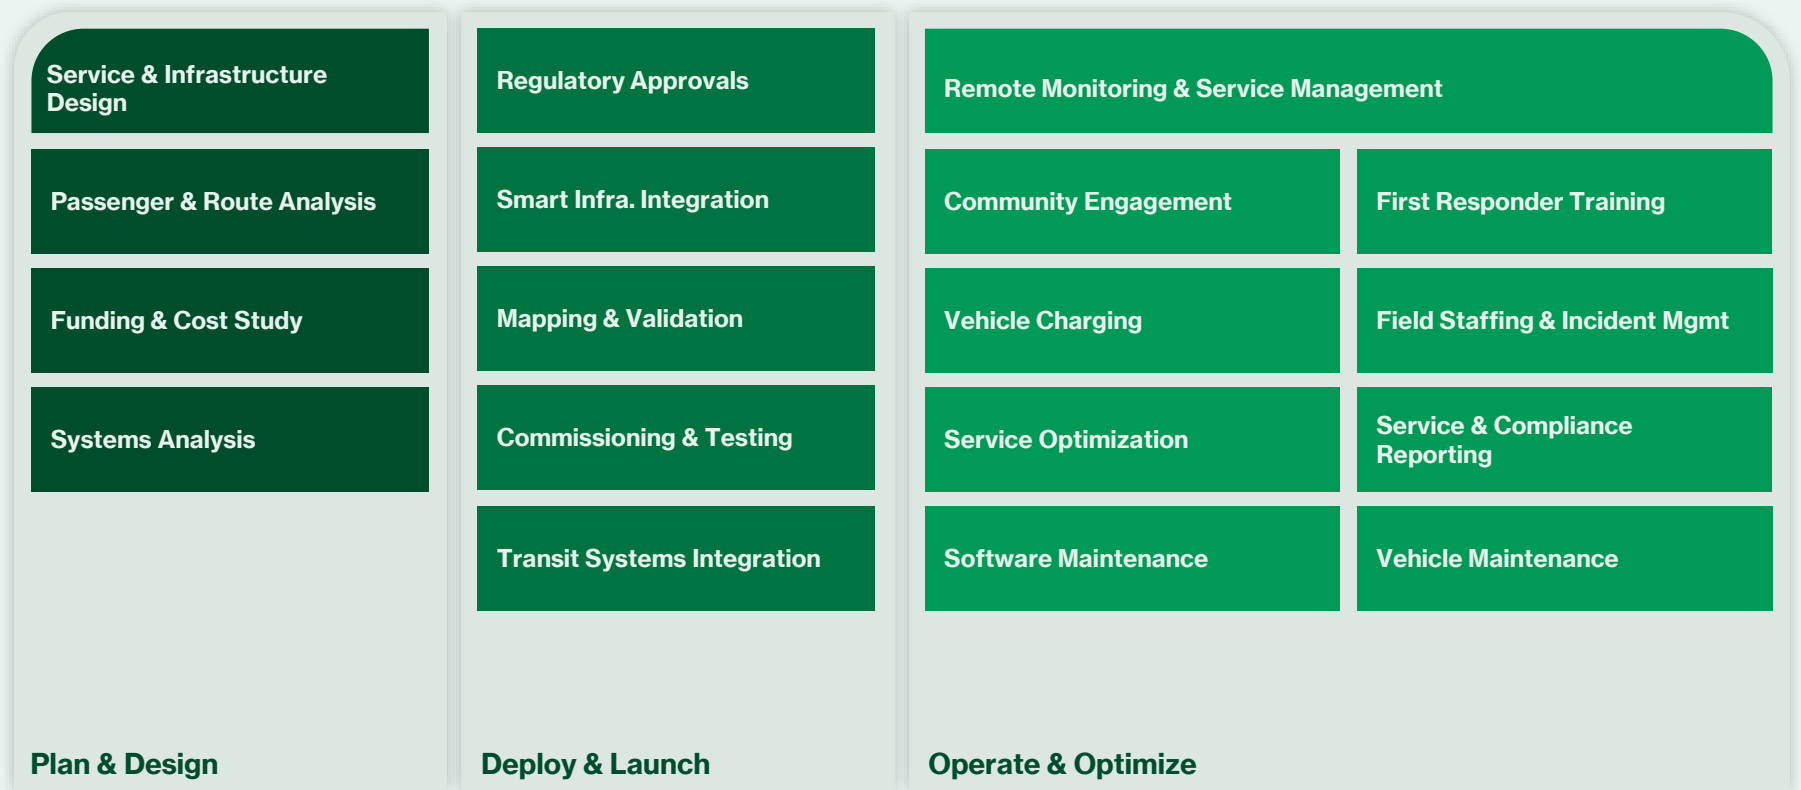 Service & Infrastructure
Design
Passenger & Route Analysis
Funding & Cost Study
Systems Analysis
Plan & Design
Regulatory Approvals
Smart Infra. Integration
Mapping & Validation
Commissioning & Testing
Transit Systems Integration
Deploy & Launch
Remote Monitoring & Service Management
Community Engagement
First Responder Training
Vehicle Charging
Field Staffing & Incident Mgmt
Service Optimization
Service & Compliance
Reporting
Software Maintenance
Vehicle Maintenance
Operate & Optimize